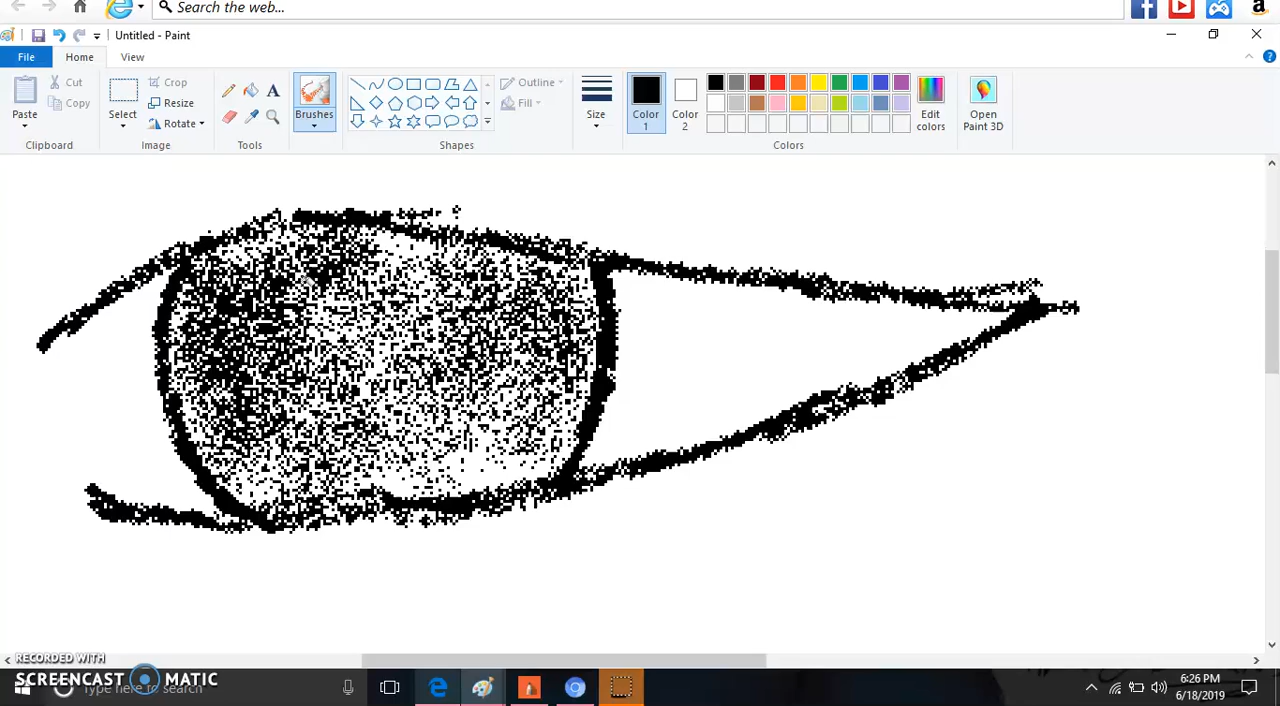 Search the web...
Untitled - Paint
File Home View
Paste
Cut
Copy
Clipboard
Select
Crop
Resize
Rotate
Image
A
Tools
Brushes
Shapes
Outline
Fill
Size
Color 1
Color 2
Edit colors
Colors
Open Paint 3D
RECORDED WITH
SCREENCAST MATIC
Type here to search
6:26 PM
6/18/2019